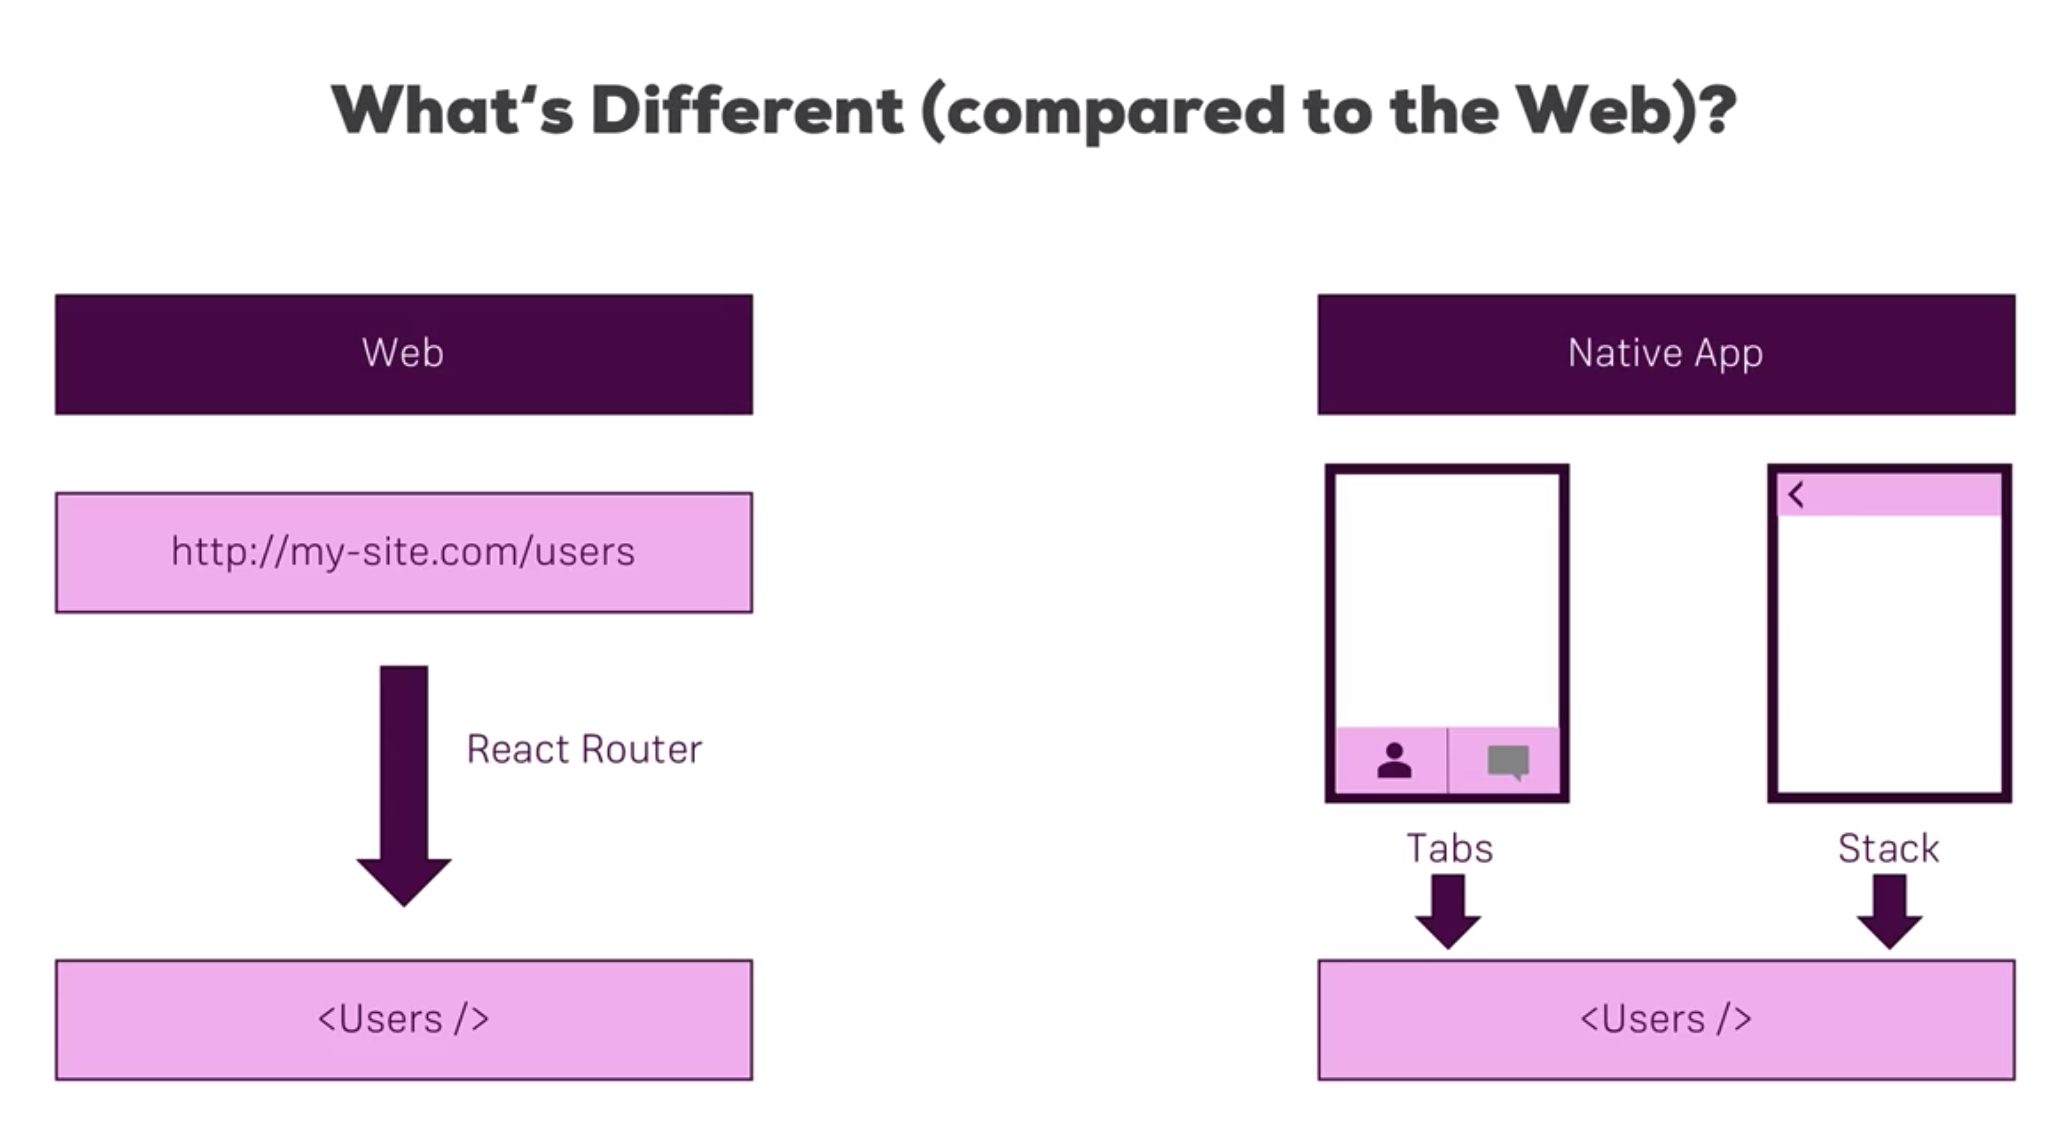 What‘s Different (compared to the Web)?
Web
http://my-site.com/users
React Router
<Users />
Native App
Tabs
Stack
<Users />